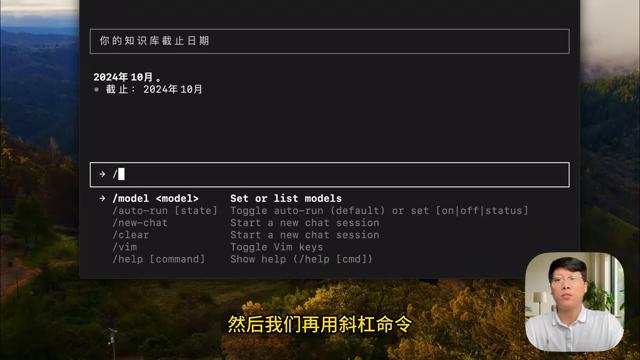 你的知识库截止日期
2024年10月。
• 截止： 2024年10月
→ /
→ /model <model> Set or list models
/auto-run [state] Toggle auto-run (default) or set [on|off|status]
/new-chat Start a new chat session
/clear Start a new chat session
/vim Toggle Vim keys
/help [command] Show help (/help [cmd])
然后我们再用斜杠命令